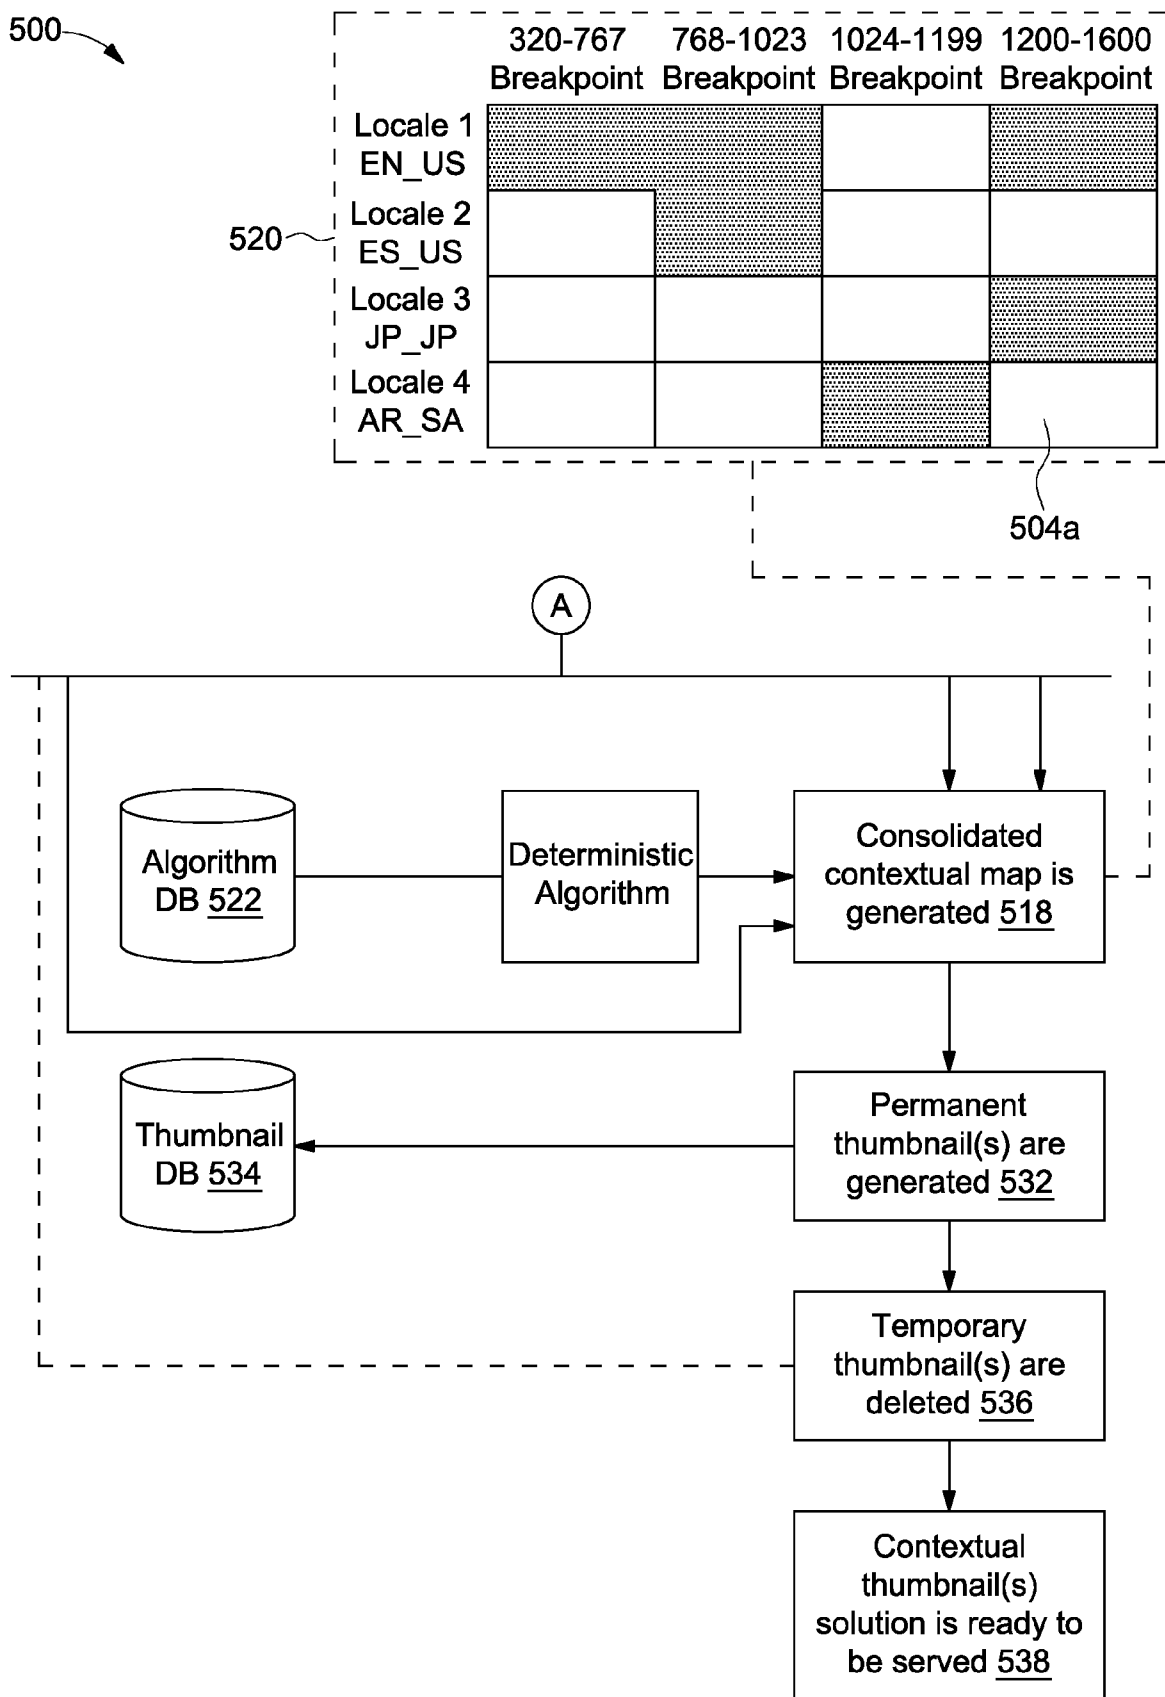 500
320-767
Breakpoint
768-1023
Breakpoint
1024-1199
Breakpoint
1200-1600
Breakpoint
Locale 1
EN_US
Locale 2
ES_US
520
Locale 3
JP_JP
Locale 4
AR_SA
504a
A
Algorithm
DB 522
Deterministic
Algorithm
Consolidated
contextual map is
generated 518
Thumbnail
DB 534
Permanent
thumbnail(s) are
generated 532
Temporary
thumbnail(s) are
deleted 536
Contextual
thumbnail(s)
solution is ready to
be served 538